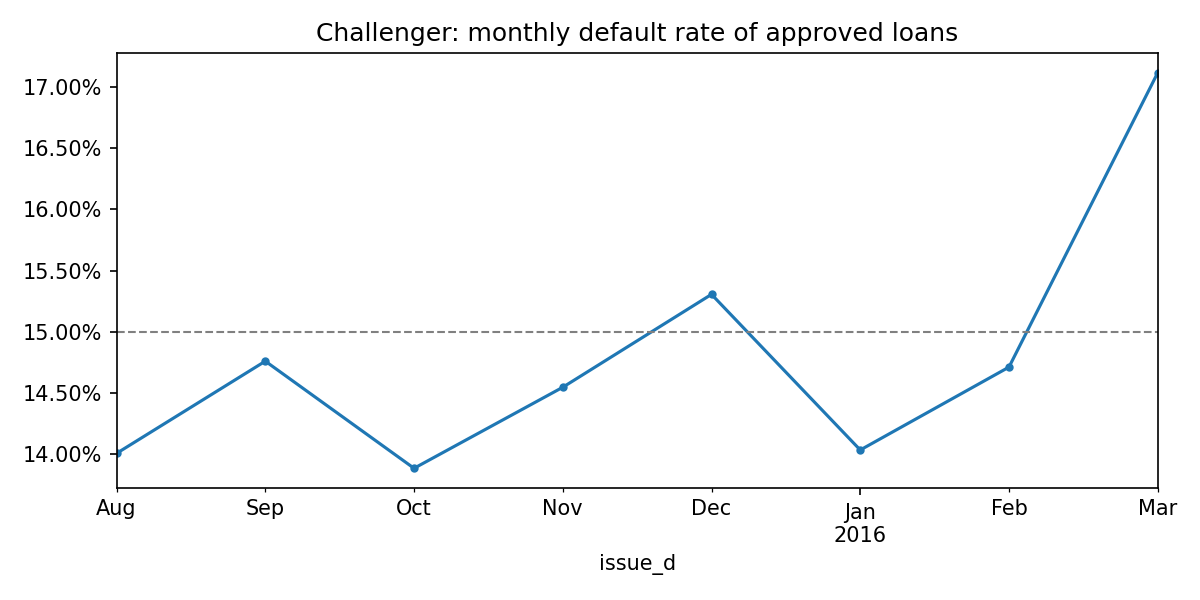 Challenger: monthly default rate of approved loans
17.00%
16.50%
16.00%
15.50%
15.00%
14.50%
14.00%
Aug Sep Oct Nov Dec Jan Feb Mar
2016
issue_d